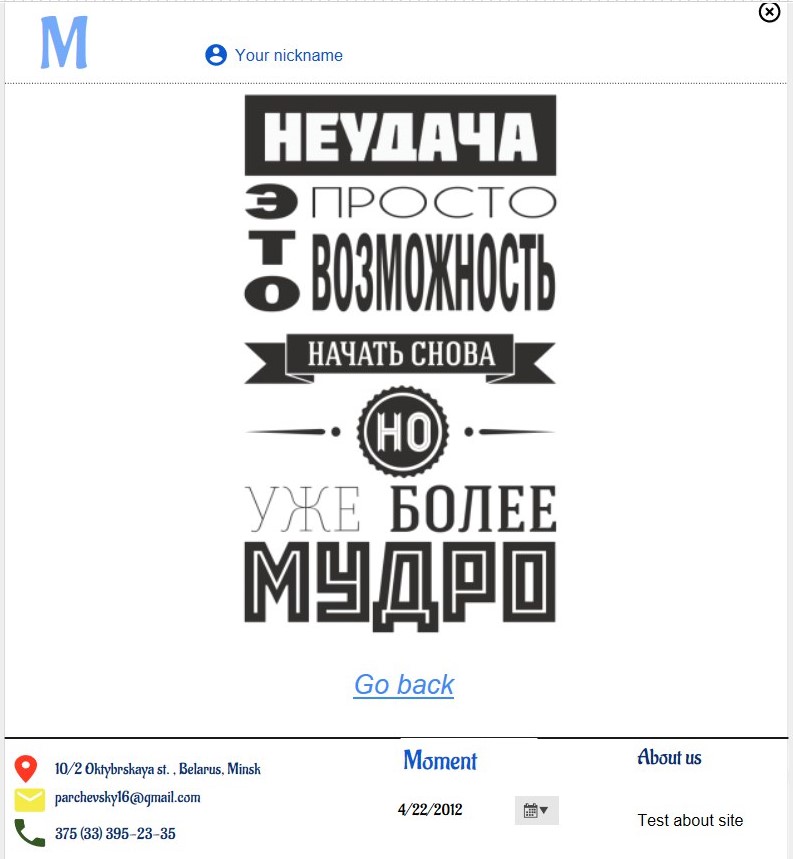 M
Your nickname
НЕУДАЧА
ЭТО
ПРОСТО
ВОЗМОЖНОСТЬ
НАЧАТЬ СНОВА
НО
УЖЕ БОЛЕЕ
МУДРО
Go back
10/2 Oktybrskaya st. , Belarus, Minsk
parchevsky16@gmail.com
375 (33) 395-23-35
Moment
4/22/2012
About us
Test about site